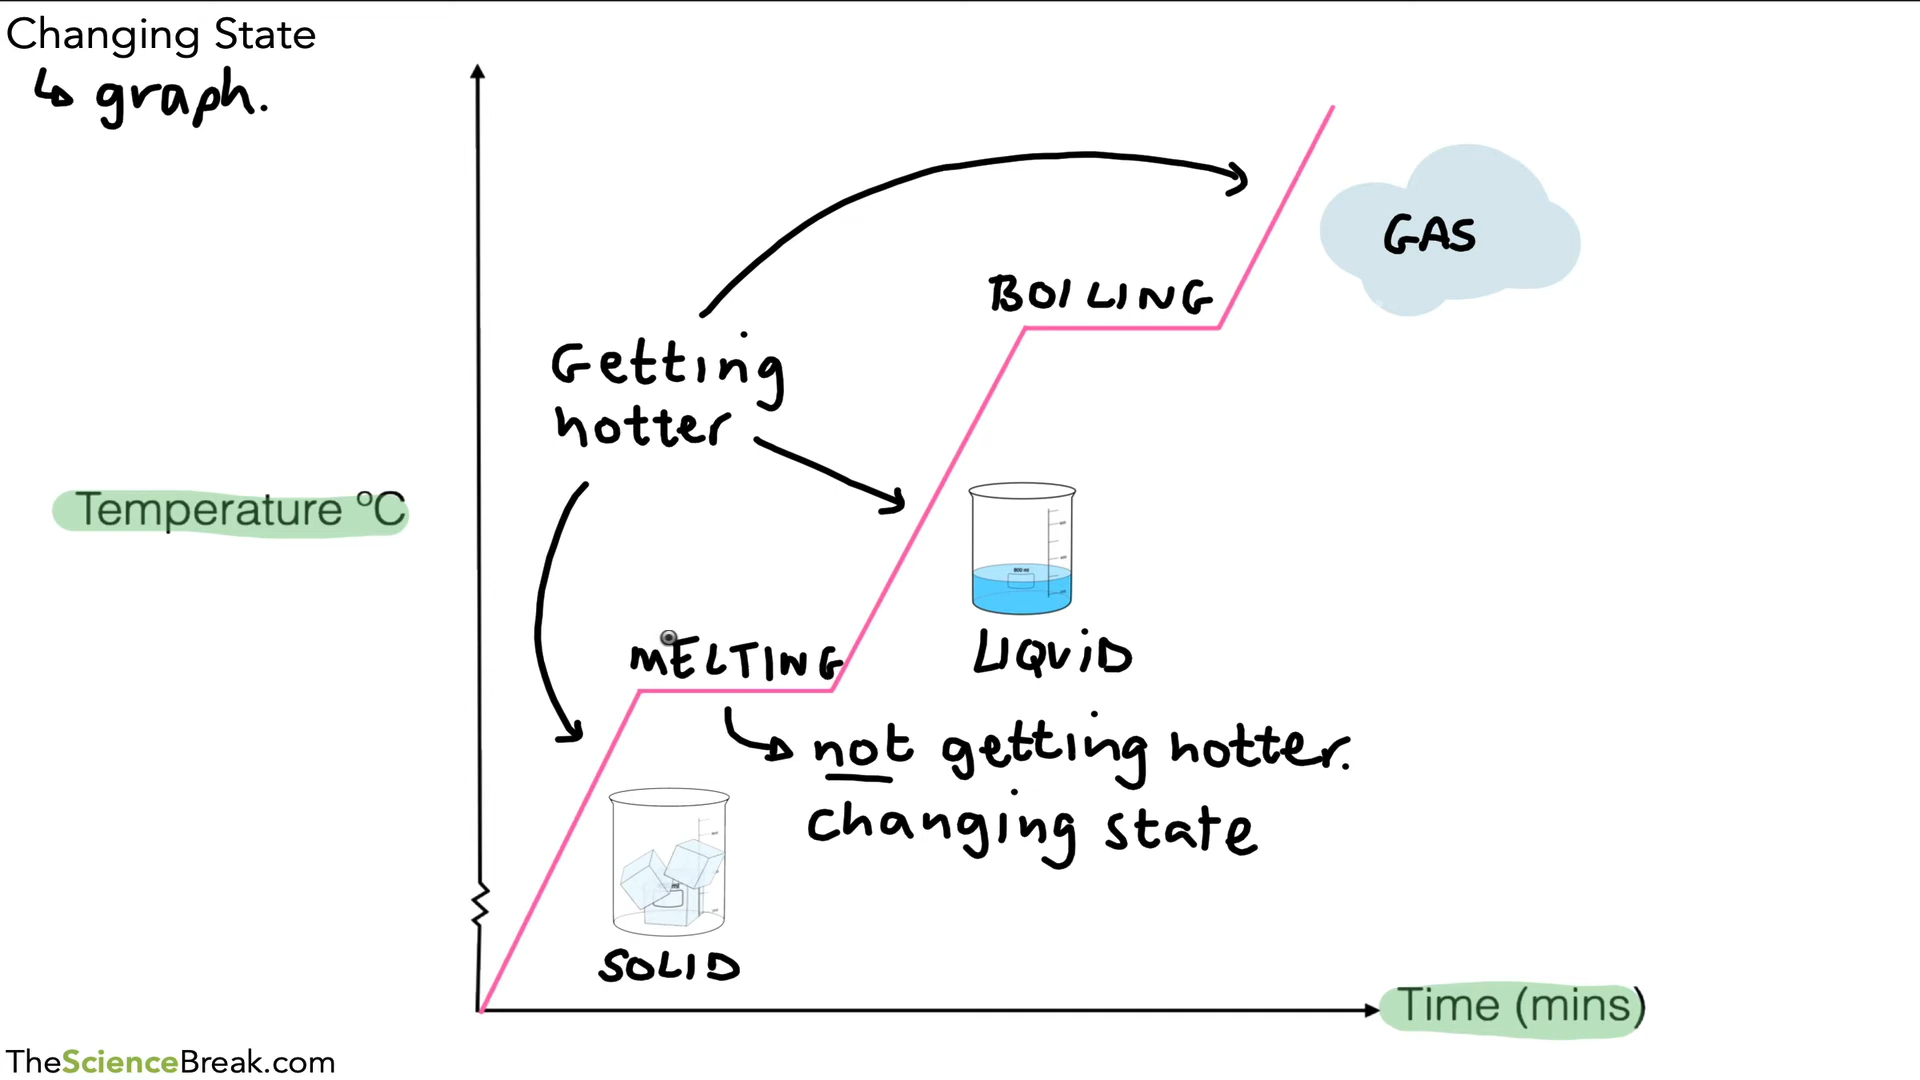 Changing State
↳ graph.
GAS
BOILING
Getting
hotter
Temperature °C
MELTING
LIQUiD
not getting hotter.
changing state
SOLID
Time (mins)
TheScienceBreak.com